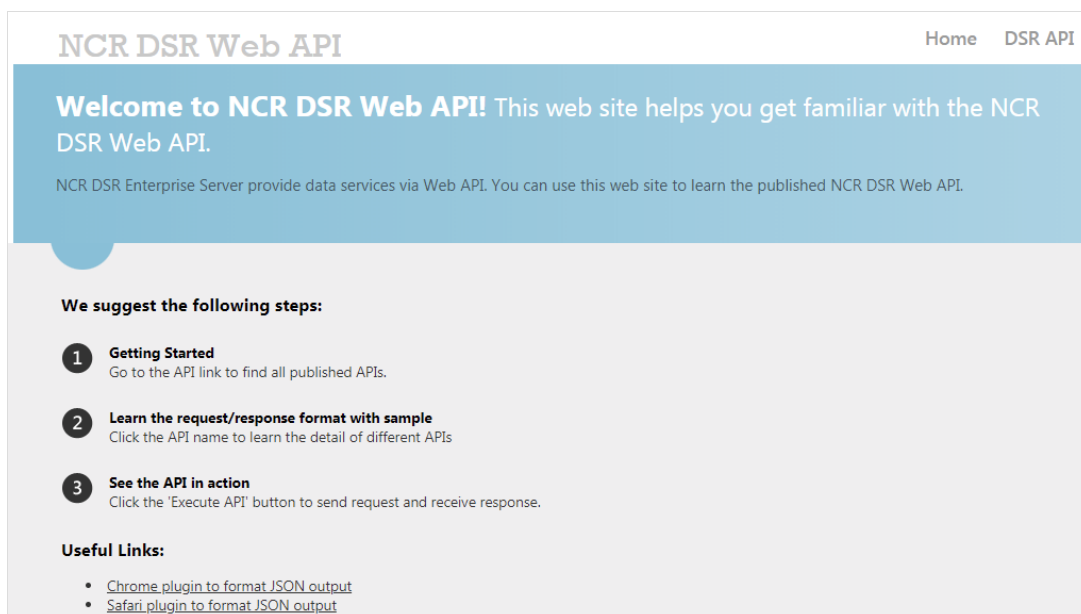 NCR DSR Web API
Home DSR API
Welcome to NCR DSR Web API! This web site helps you get familiar with the NCR
DSR Web API.
NCR DSR Enterprise Server provide data services via Web API. You can use this web site to learn the published NCR DSR Web API.
We suggest the following steps:
1 Getting Started
Go to the API link to find all published APIs.
2 Learn the request/response format with sample
Click the API name to learn the detail of different APIs
3 See the API in action
Click the 'Execute API' button to send request and receive response.
Useful Links:
• Chrome plugin to format JSON output
• Safari plugin to format JSON output